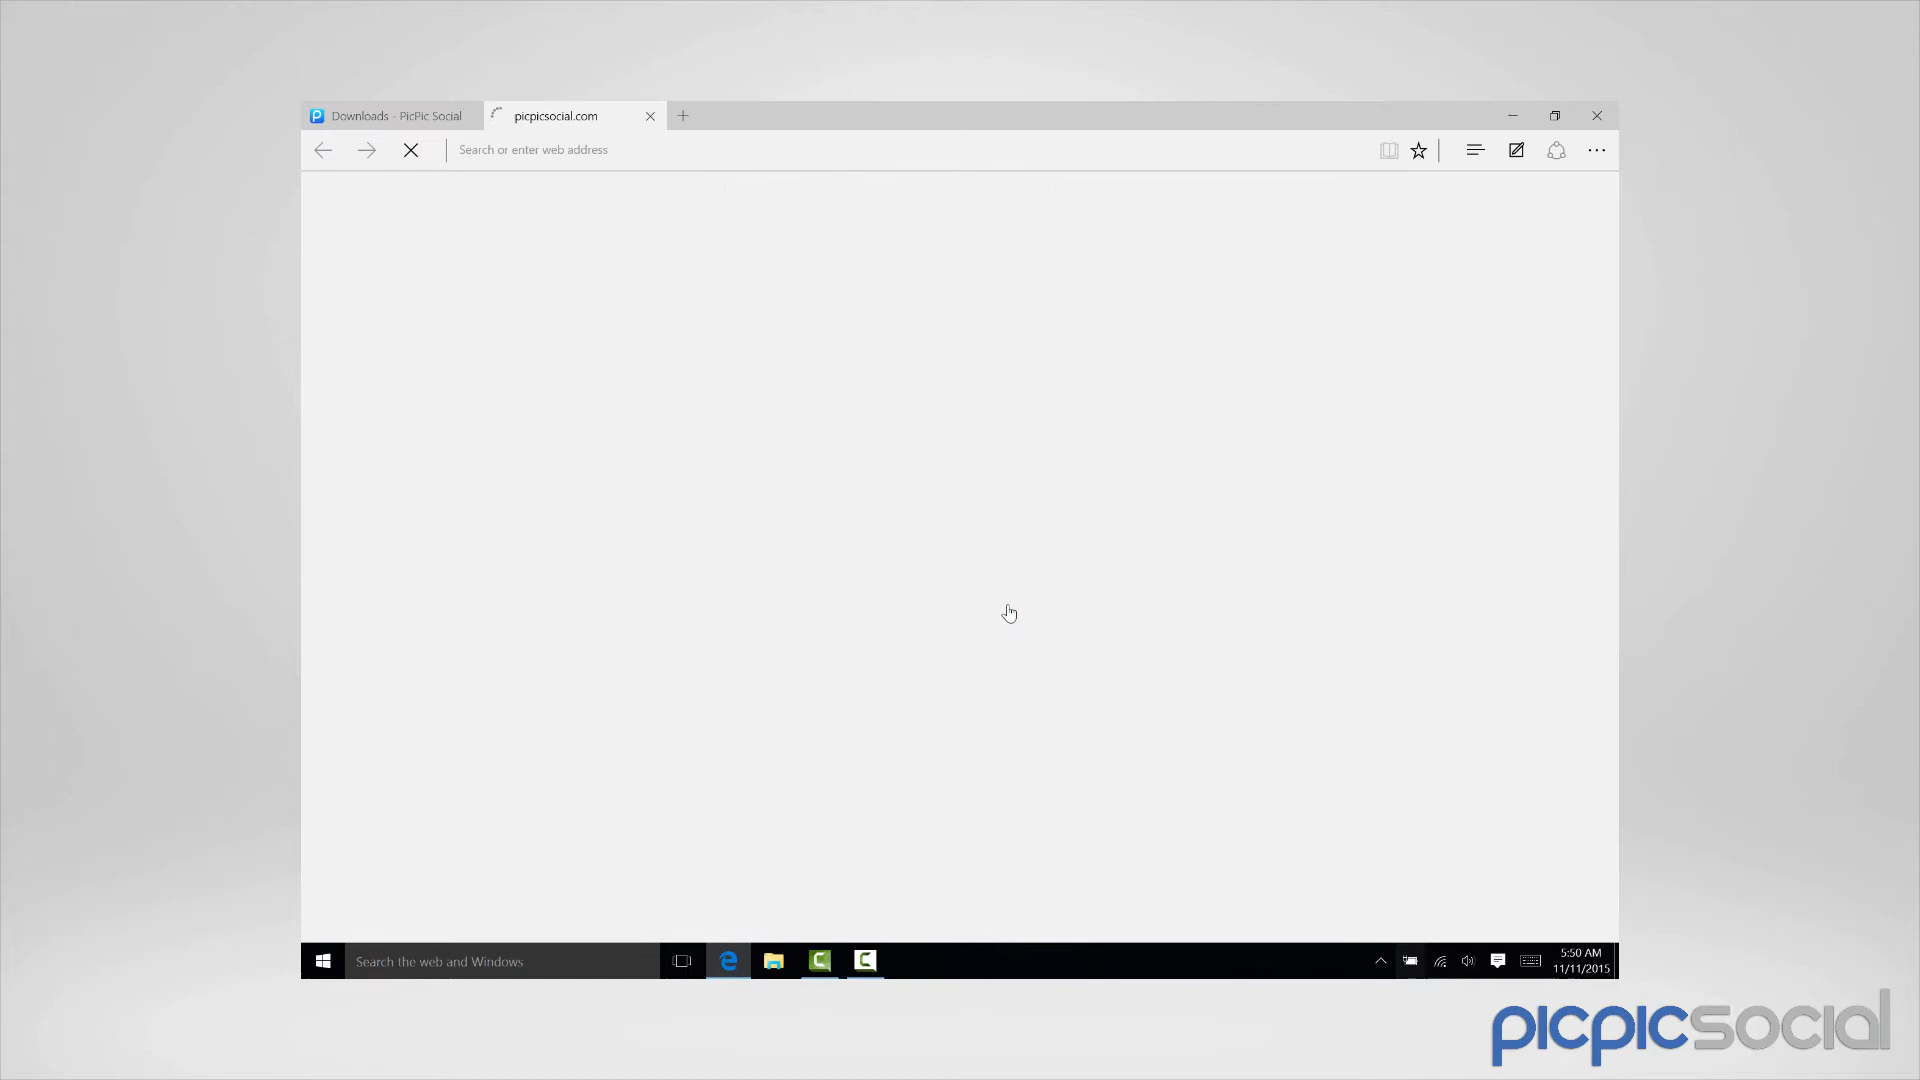 Downloads - PicPic Social
picpicsocial.com
Search or enter web address
Search the web and Windows
5:50 AM
11/11/2015
picpicsocial